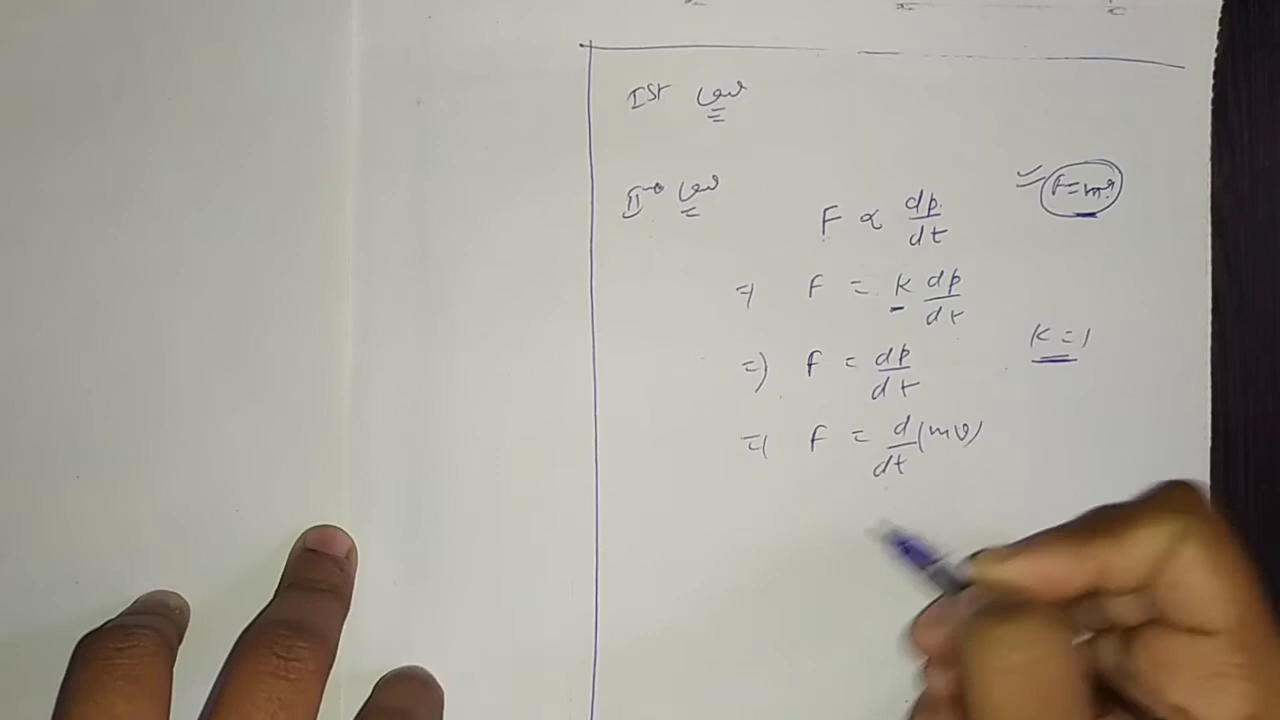 Ist law
IInd law
F ∝ dp/dt
F=ma
⇒ F = k dp/dt
k=1
⇒ F = dp/dt
⇒ F = d/dt (mv)